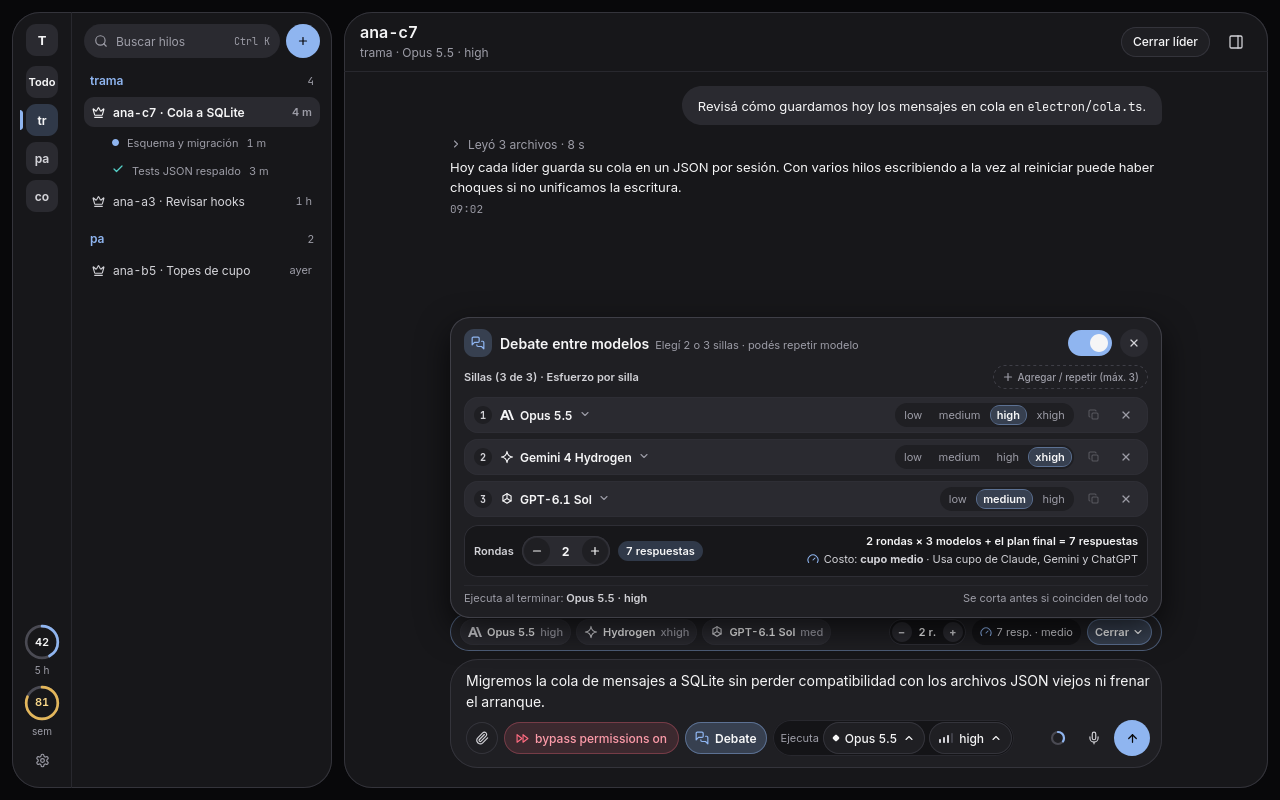 T
Todo
tr
pa
co
42
5 h
81
sem
Buscar hilos Ctrl K
trama 4
ana-c7 · Cola a SQLite 4 m
Esquema y migración 1 m
Tests JSON respaldo 3 m
ana-a3 · Revisar hooks 1 h
pa 2
ana-b5 · Topes de cupo ayer
ana-c7
trama · Opus 5.5 · high
Cerrar líder
Revisá cómo guardamos hoy los mensajes en cola en electron/cola.ts.
Leyó 3 archivos · 8 s
Hoy cada líder guarda su cola en un JSON por sesión. Con varios hilos escribiendo a la vez al reiniciar puede haber
choques si no unificamos la escritura.
09:02
Debate entre modelos Elegí 2 o 3 sillas · podés repetir modelo
Sillas (3 de 3) · Esfuerzo por silla
Agregar / repetir (máx. 3)
1 Opus 5.5 low medium high xhigh
2 Gemini 4 Hydrogen low medium high xhigh
3 GPT-6.1 Sol low medium high
Rondas − 2 + 7 respuestas
2 rondas × 3 modelos + el plan final = 7 respuestas
Costo: cupo medio · Usa cupo de Claude, Gemini y ChatGPT
Ejecuta al terminar: Opus 5.5 · high
Se corta antes si coinciden del todo
Opus 5.5 high Hydrogen xhigh GPT-6.1 Sol med − 2 r. + 7 resp. · medio Cerrar
Migremos la cola de mensajes a SQLite sin perder compatibilidad con los archivos JSON viejos ni frenar
el arranque.
bypass permissions on Debate Ejecuta Opus 5.5 high